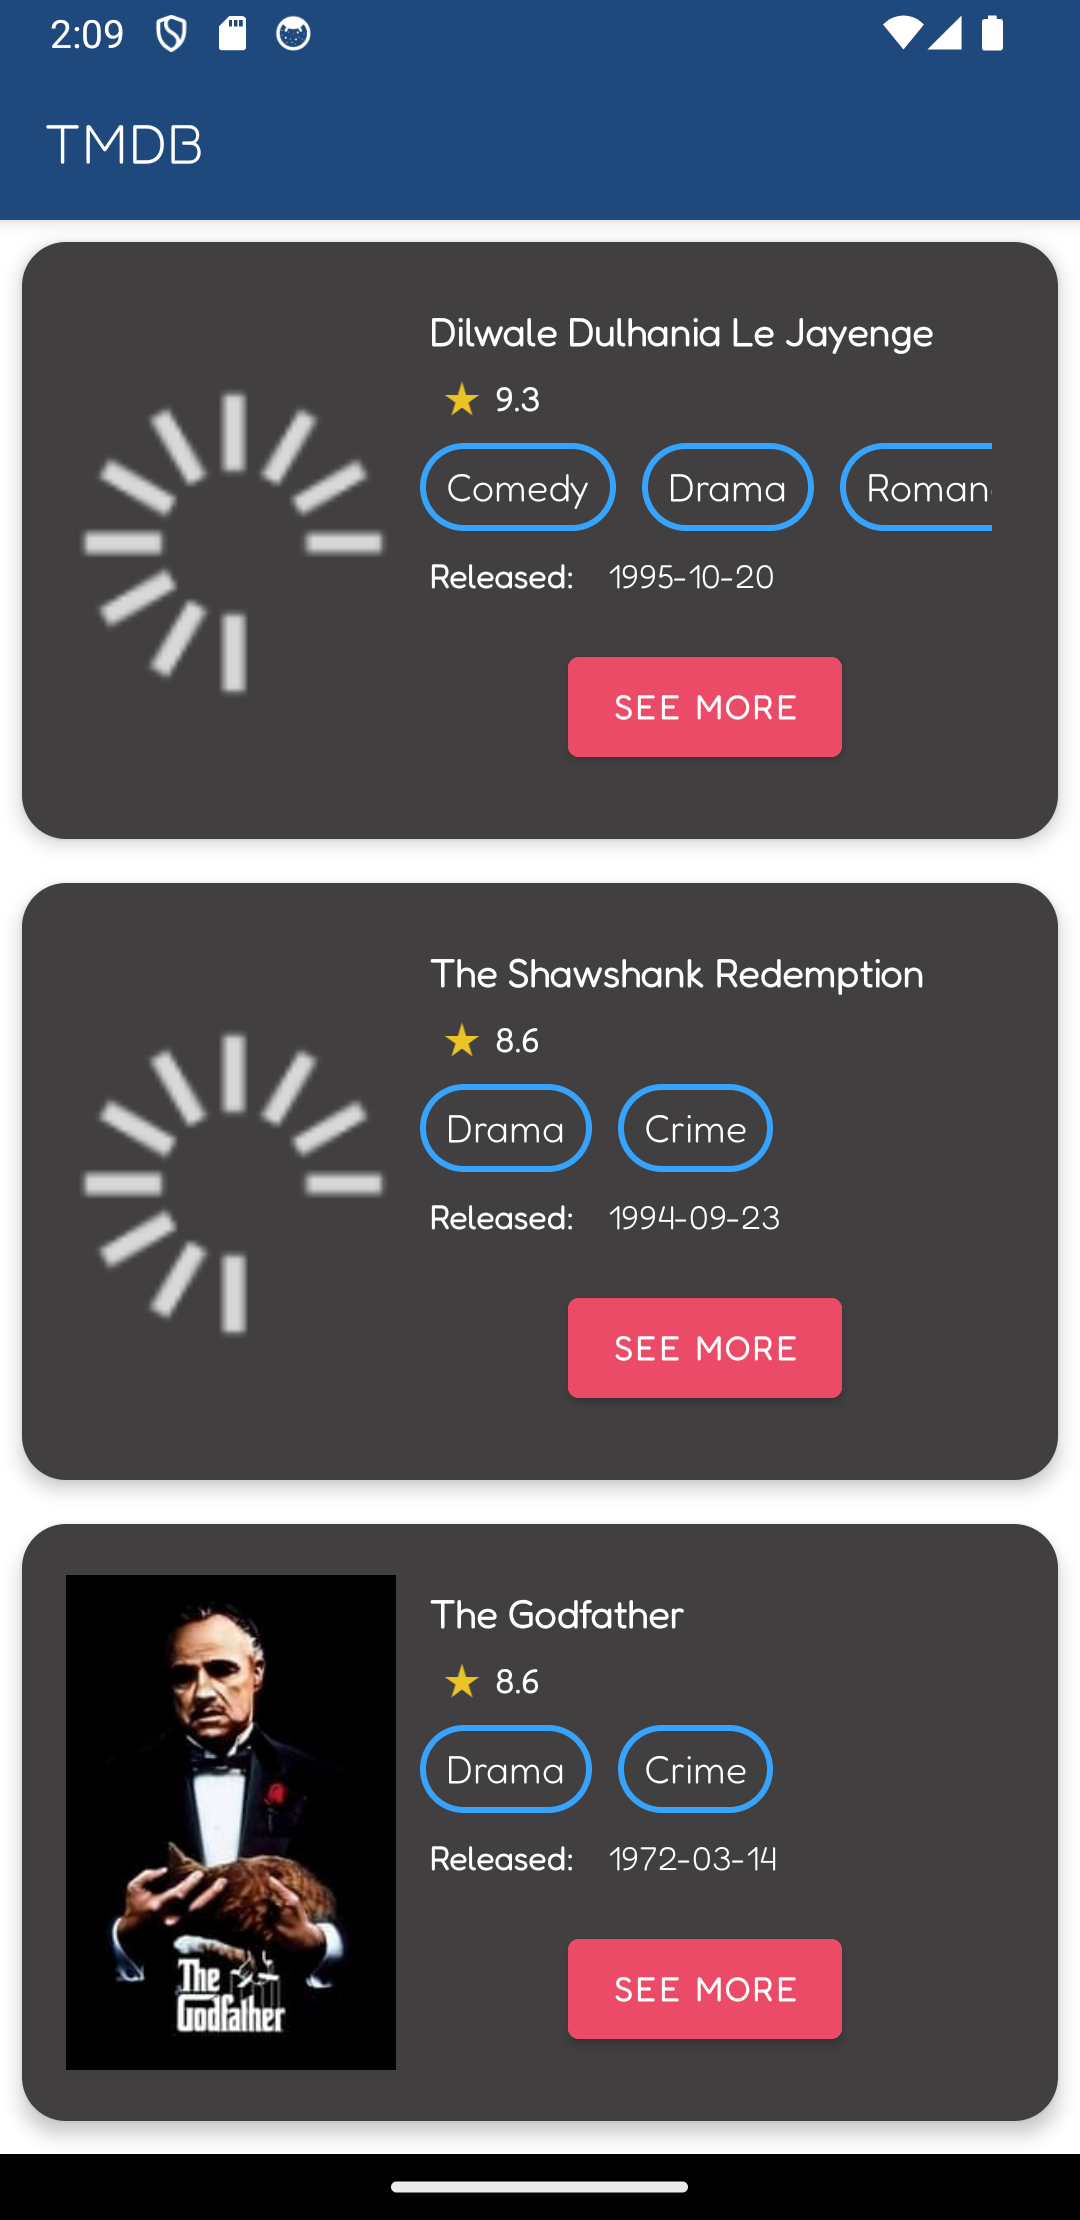 2:09
TMDB
Dilwale Dulhania Le Jayenge
9.3
Comedy Drama Roman
Released: 1995-10-20
SEE MORE
The Shawshank Redemption
8.6
Drama Crime
Released: 1994-09-23
SEE MORE
The Godfather
8.6
Drama Crime
Released: 1972-03-14
SEE MORE
The
Godfather